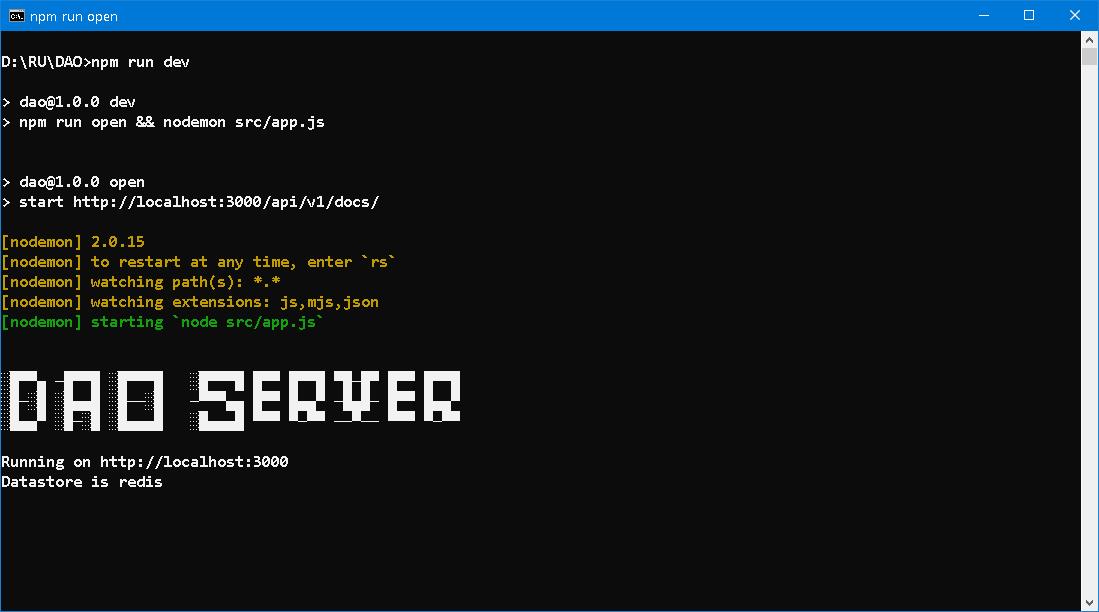 npm run open
D:\RU\DAO>npm run dev
> dao@1.0.0 dev
> npm run open && nodemon src/app.js
> dao@1.0.0 open
> start http://localhost:3000/api/v1/docs/
[nodemon] 2.0.15
[nodemon] to restart at any time, enter `rs`
[nodemon] watching path(s): *.*
[nodemon] watching extensions: js,mjs,json
[nodemon] starting `node src/app.js`
DAO SERVER
Running on http://localhost:3000
Datastore is redis